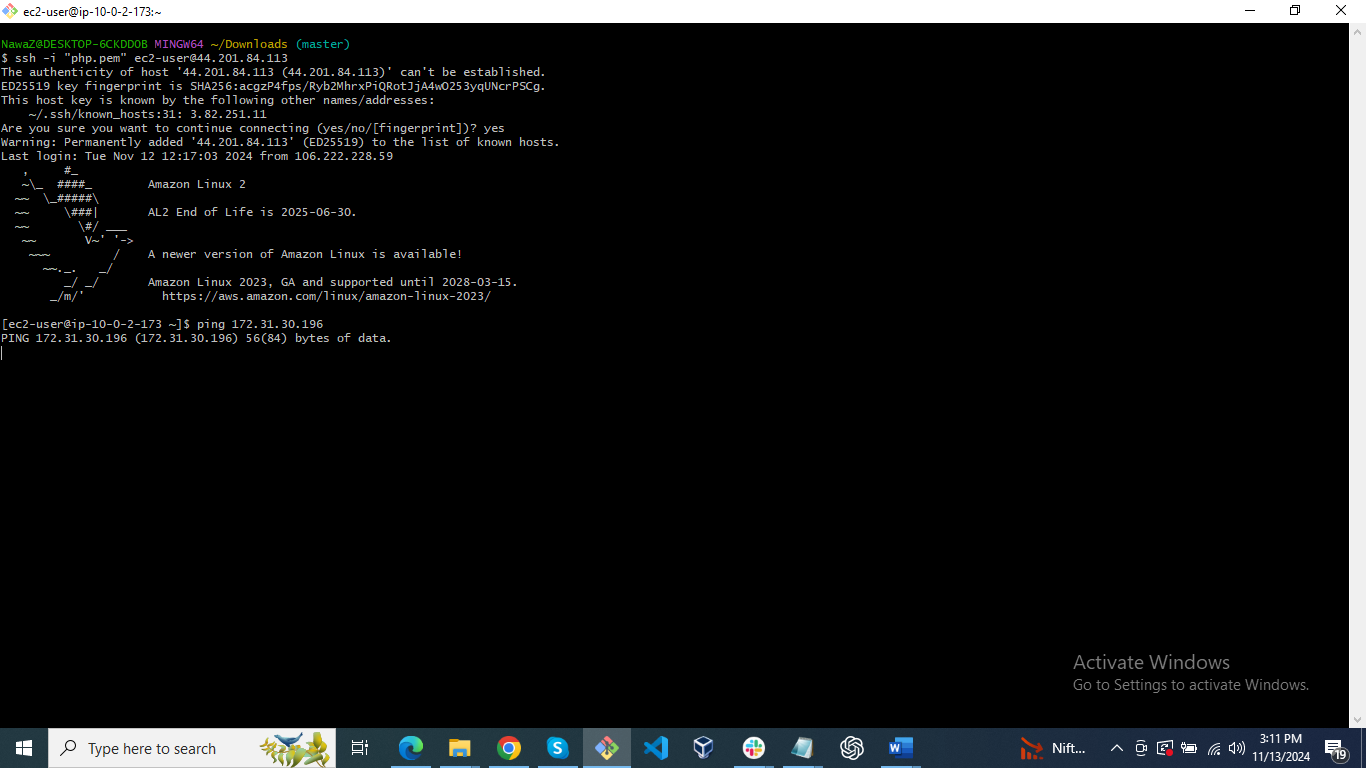 ec2-user@ip-10-0-2-173:~
NawaZ@DESKTOP-6CKDDOB MINGW64 ~/Downloads (master)
$ ssh -i "php.pem" ec2-user@44.201.84.113
The authenticity of host '44.201.84.113 (44.201.84.113)' can't be established.
ED25519 key fingerprint is SHA256:acgzP4fps/Ryb2MhrxPiQRotJjA4wO253yqUNcrPSCg.
This host key is known by the following other names/addresses:
    ~/.ssh/known_hosts:31: 3.82.251.11
Are you sure you want to continue connecting (yes/no/[fingerprint])? yes
Warning: Permanently added '44.201.84.113' (ED25519) to the list of known hosts.
Last login: Tue Nov 12 12:17:03 2024 from 106.222.228.59
   ,     #_
   ~\_  ####_        Amazon Linux 2
  ~~  \_#####\
  ~~     \###|       AL2 End of Life is 2025-06-30.
  ~~       \#/ ___
   ~~       V~' '->
    ~~~         /    A newer version of Amazon Linux is available!
      ~~._.   _/
         _/ _/       Amazon Linux 2023, GA and supported until 2028-03-15.
       _/m/'           https://aws.amazon.com/linux/amazon-linux-2023/
[ec2-user@ip-10-0-2-173 ~]$ ping 172.31.30.196
PING 172.31.30.196 (172.31.30.196) 56(84) bytes of data.
Activate Windows
Go to Settings to activate Windows.
Type here to search
Nift...
3:11 PM
11/13/2024
19